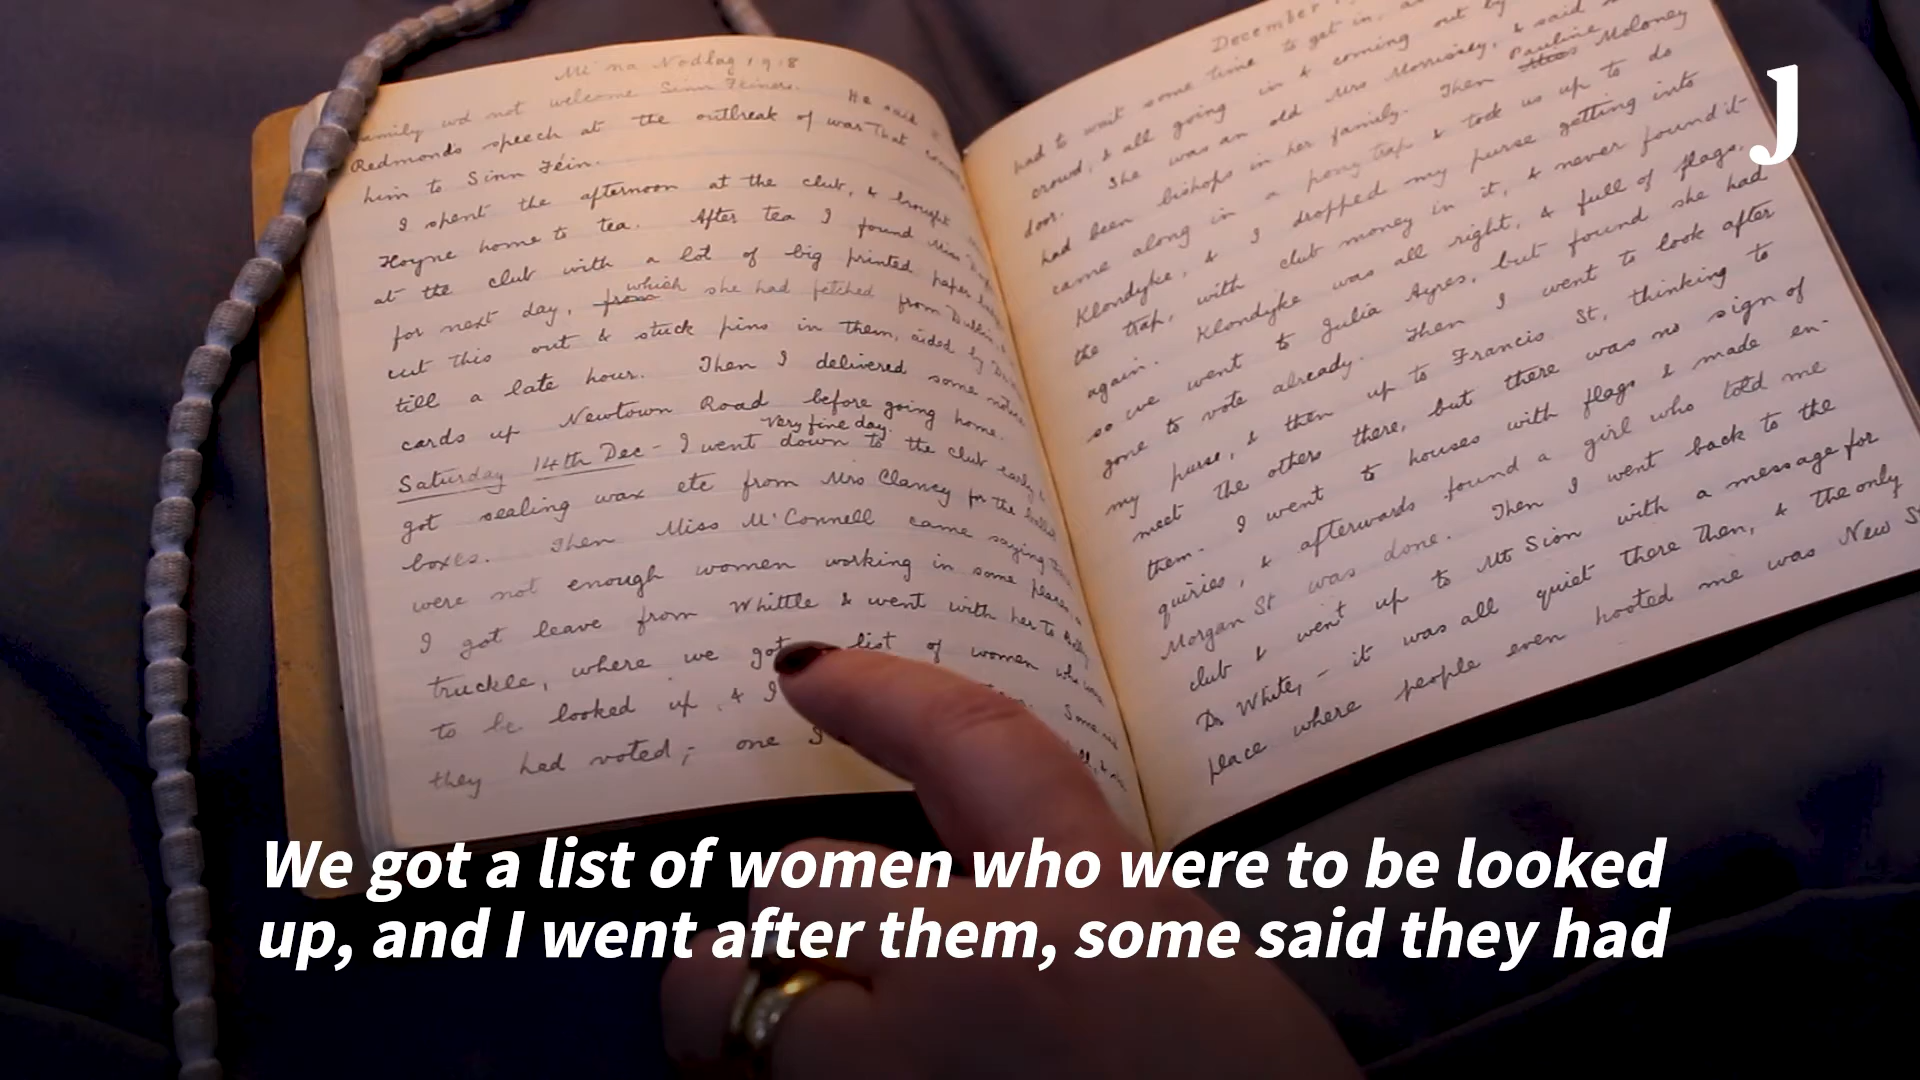 Mí na Nodlag 1918
family wd not welcome Sinn Feiners. He said it
Redmonds speech at the outbreak of war that
him to Sinn Féin.
I spent the afternoon at the club, & brought
Hoyne home to tea. After tea I found Miss
at the club with a lot of big printed paper
for next day, from which she had fetched from Dublin,
cut this out & stuck pins in them, aided by
till a late hour. Then I delivered some
cards up Newtown Road before going home.
Very fine day.
Saturday 14th Dec - I went down to the club early &
got sealing wax etc from Mrs Clancy for the ballot
boxes. Then Miss M'Connell came saying there
were not enough women working in some places,
I got leave from Whittle & went with her to
truckle, where we got list of women who were
to be looked up, & I Some said
they had voted; one I
December
had to wait some time to get in, a
crowd, & all going in & coming out by
door. She was an old Mrs Morrissey, & said
had been bishops in her family. Then Pauline Moloney
came along in a pony trap & took us up to do
Klondyke, & I dropped my purse getting into
the trap, with club money in it, & never found it
again. Klondyke was all right, & full of flags,
so we went to Julia Ayres, but found she had
gone to vote already. Then I went to look after
my purse, & then up to Francis St, thinking to
meet the others there, but there was no sign of
them. I went to houses with flags & made en-
quiries, & afterwards found a girl who told me
Morgan St was done. Then I went back to the
club & went up to Mt Sion with a message for
Dr White, - it was all quiet there then, & the only
place where people even hooted me was New St
J
We got a list of women who were to be looked
up, and I went after them, some said they had